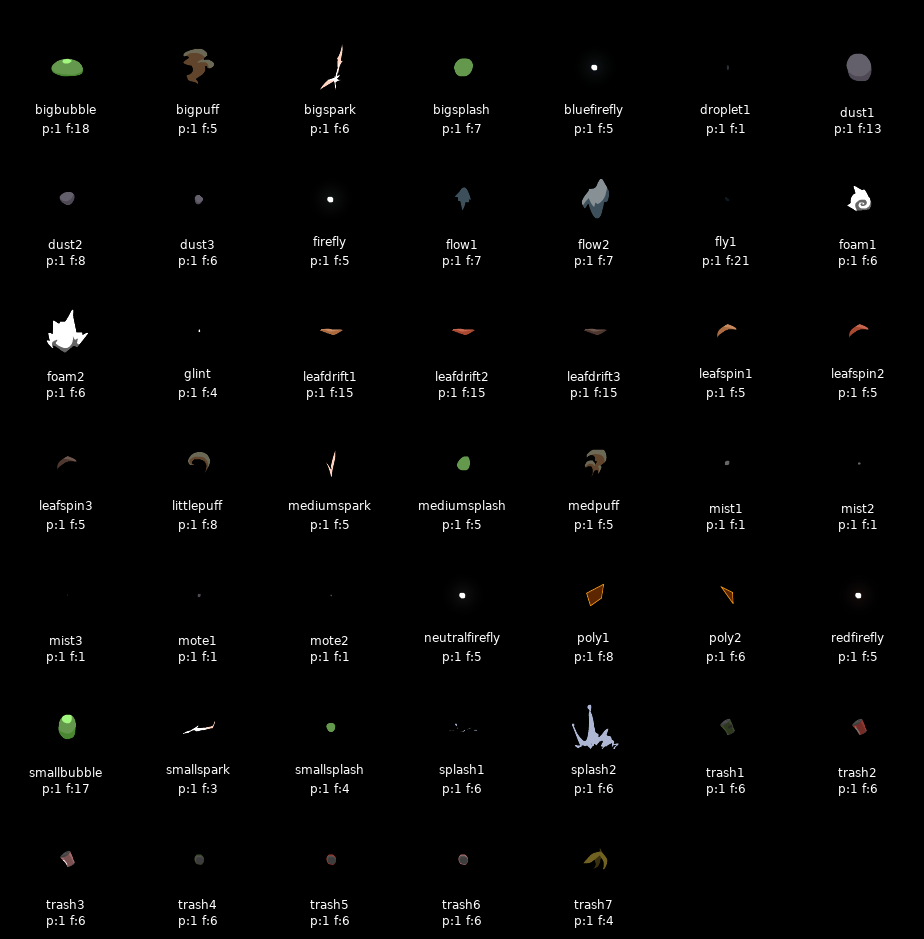 bigbubble bigpuff bigspark bigsplash bluefirefly droplet1 dust1
p:1 f:18 p:1 f:5 p:1 f:6 p:1 f:7 p:1 f:5 p:1 f:1 p:1 f:13
dust2 dust3 firefly flow1 flow2 fly1 foam1
p:1 f:8 p:1 f:6 p:1 f:5 p:1 f:7 p:1 f:7 p:1 f:21 p:1 f:6
foam2 glint leafdrift1 leafdrift2 leafdrift3 leafspin1 leafspin2
p:1 f:6 p:1 f:4 p:1 f:15 p:1 f:15 p:1 f:15 p:1 f:5 p:1 f:5
leafspin3 littlepuff mediumspark mediumsplash medpuff mist1 mist2
p:1 f:5 p:1 f:8 p:1 f:5 p:1 f:5 p:1 f:5 p:1 f:1 p:1 f:1
mist3 mote1 mote2 neutralfirefly poly1 poly2 redfirefly
p:1 f:1 p:1 f:1 p:1 f:1 p:1 f:5 p:1 f:8 p:1 f:6 p:1 f:5
smallbubble smallspark smallsplash splash1 splash2 trash1 trash2
p:1 f:17 p:1 f:3 p:1 f:4 p:1 f:6 p:1 f:6 p:1 f:6 p:1 f:6
trash3 trash4 trash5 trash6 trash7
p:1 f:6 p:1 f:6 p:1 f:6 p:1 f:6 p:1 f:4